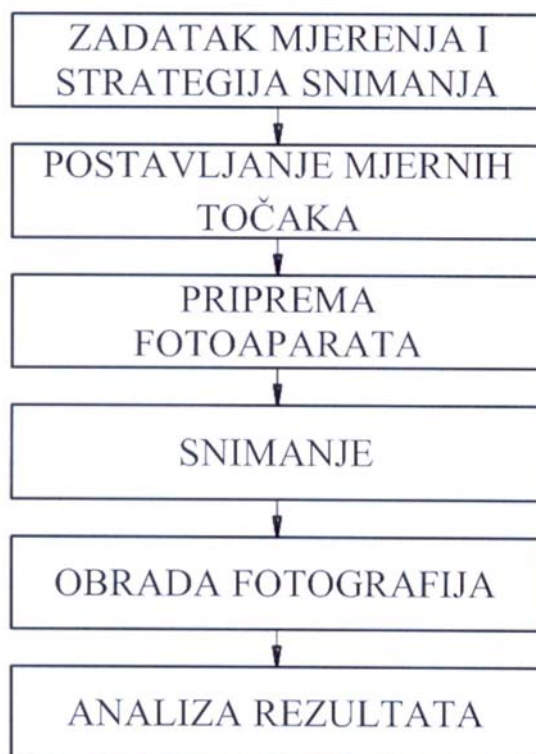 ZADATAK MJERENJA I
STRATEGIJA SNIMANJA
POSTAVLJANJE MJERNIH
TOČAKA
PRIPREMA
FOTOAPARATA
SNIMANJE
OBRADA FOTOGRAFIJA
ANALIZA REZULTATA